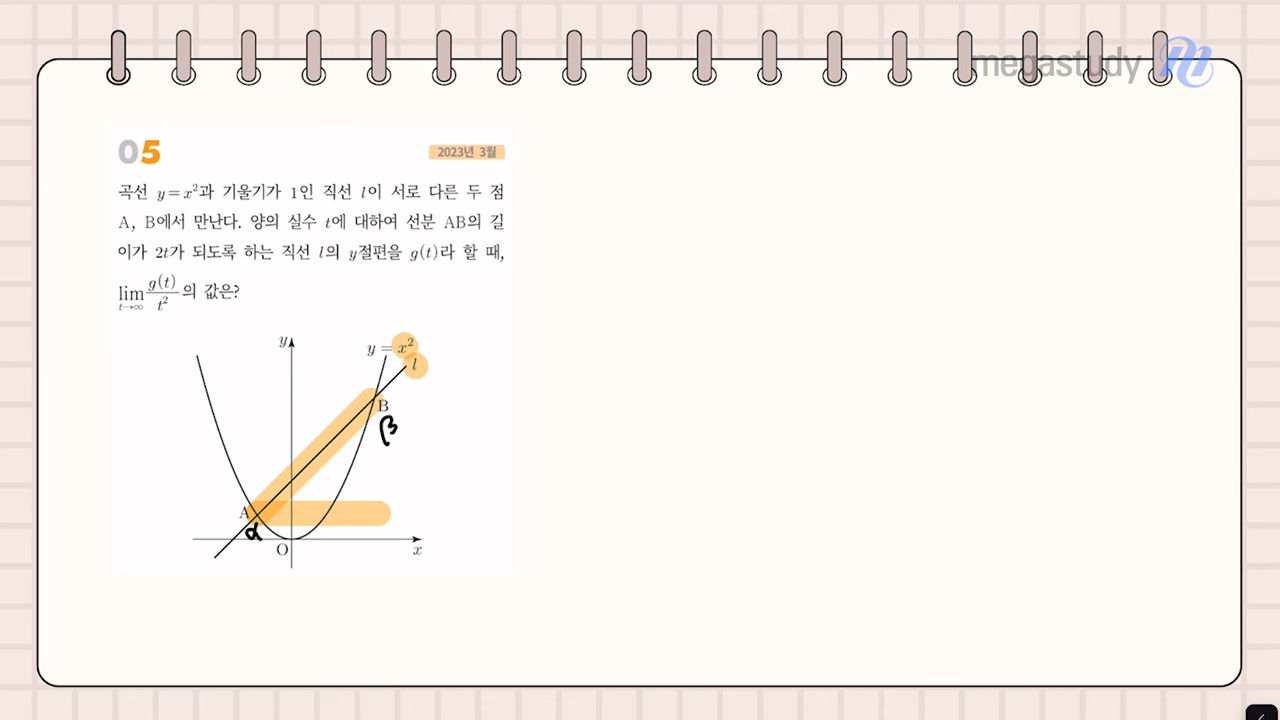 megastudy
05
2023년 3월
곡선 y=x²과 기울기가 1인 직선 l이 서로 다른 두 점
A, B에서 만난다. 양의 실수 t에 대하여 선분 AB의 길
이가 2t가 되도록 하는 직선 l의 y절편을 g(t)라 할 때,
lim_{t→∞} g(t)/t² 의 값은?
y
y=x²
l
B
β
A
α
O
x